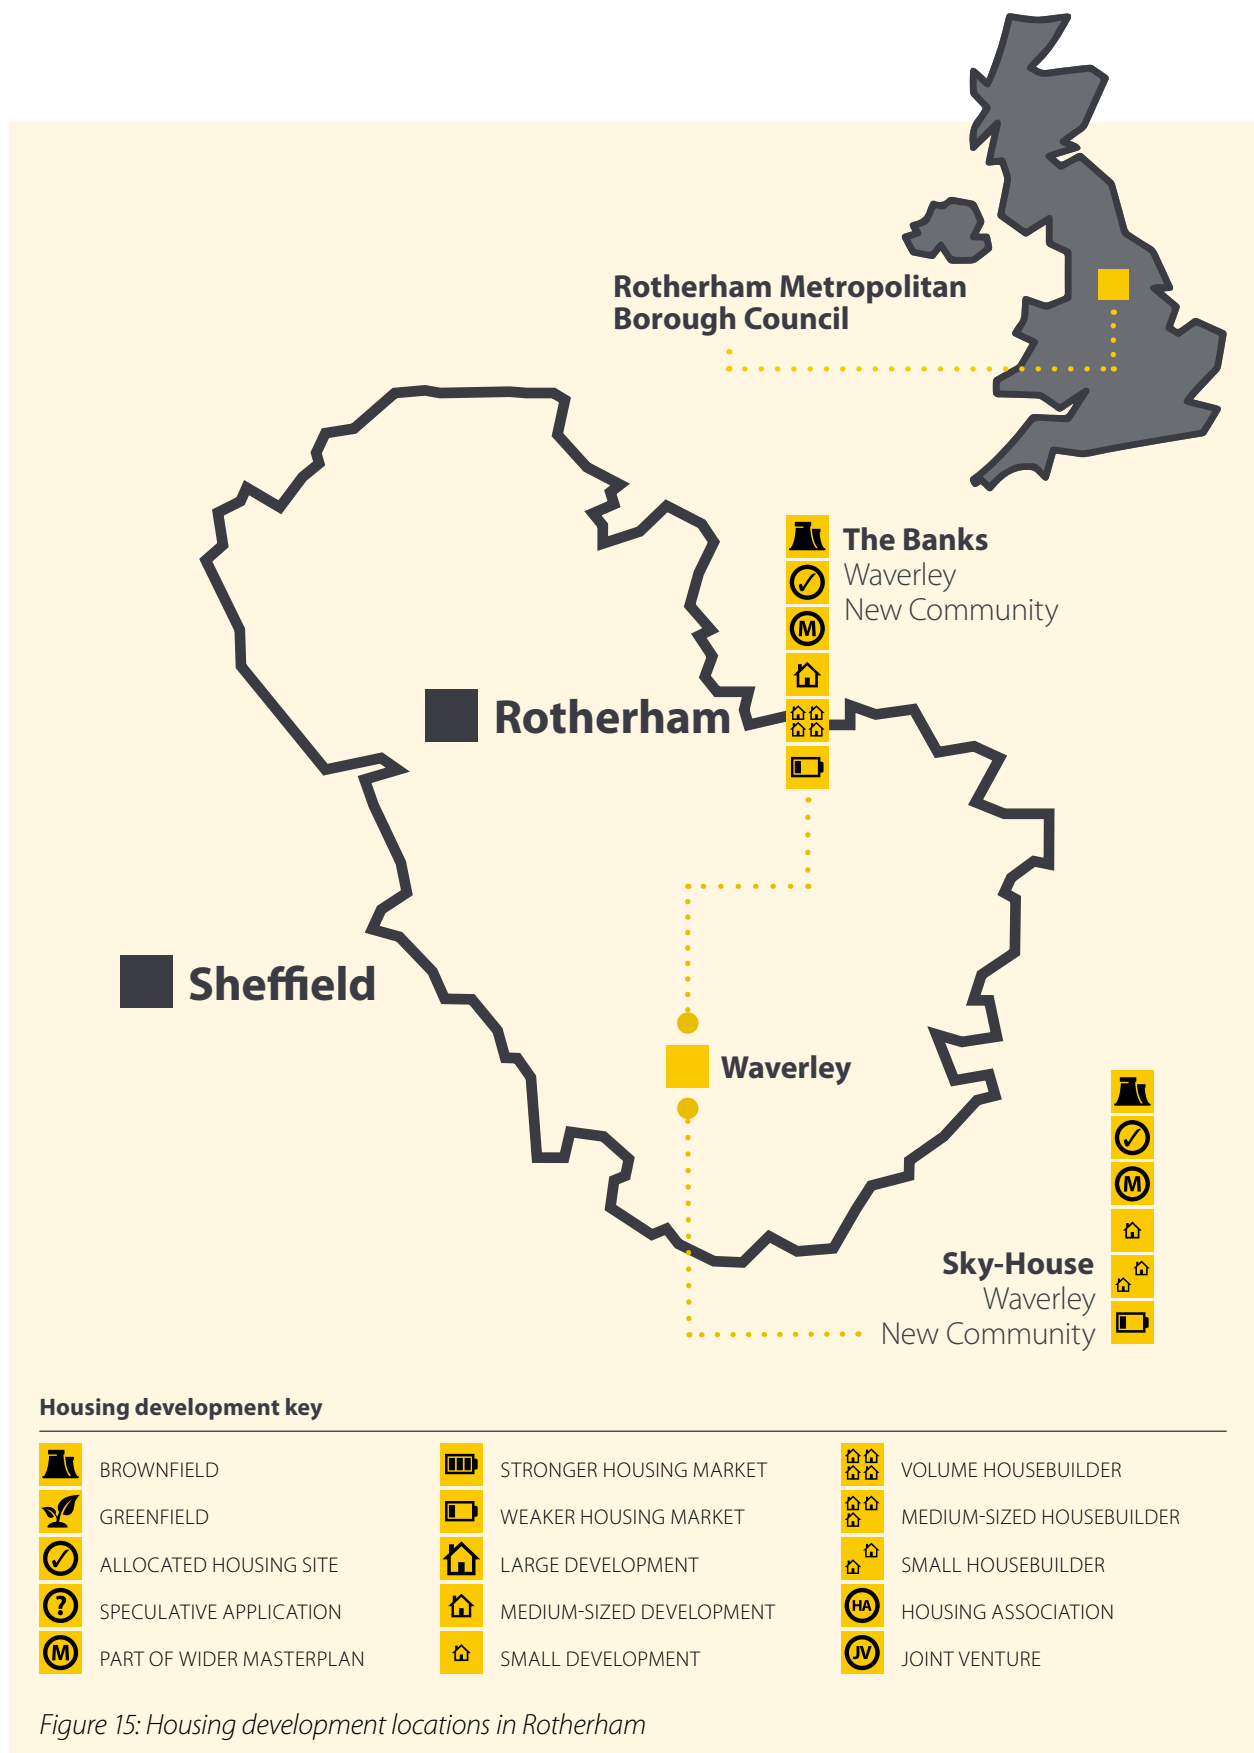 Rotherham Metropolitan
Borough Council
The Banks
Waverley
New Community
M
Rotherham
Sheffield
Waverley
M
Sky-House
Waverley
New Community
Housing development key
BROWNFIELD
STRONGER HOUSING MARKET
VOLUME HOUSEBUILDER
GREENFIELD
WEAKER HOUSING MARKET
MEDIUM-SIZED HOUSEBUILDER
ALLOCATED HOUSING SITE
LARGE DEVELOPMENT
SMALL HOUSEBUILDER
? SPECULATIVE APPLICATION
MEDIUM-SIZED DEVELOPMENT
HA HOUSING ASSOCIATION
M PART OF WIDER MASTERPLAN
SMALL DEVELOPMENT
JV JOINT VENTURE
Figure 15: Housing development locations in Rotherham